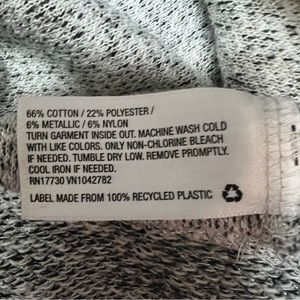 66% COTTON / 22% POLYESTER /
6% METALLIC / 6% NYLON
TURN GARMENT INSIDE OUT. MACHINE WASH COLD
WITH LIKE COLORS. ONLY NON-CHLORINE BLEACH
IF NEEDED. TUMBLE DRY LOW. REMOVE PROMPTLY.
COOL IRON IF NEEDED.
RN17730 VN1042782
LABEL MADE FROM 100% RECYCLED PLASTIC